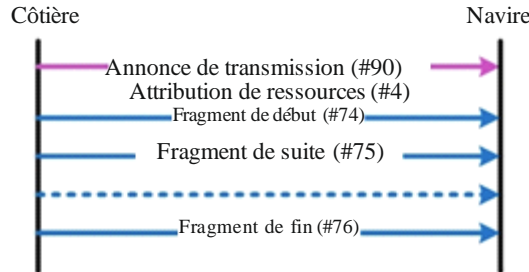 Côtière
Navire
Annonce de transmission (#90)
Attribution de ressources (#4)
Fragment de début (#74)
Fragment de suite (#75)
Fragment de fin (#76)